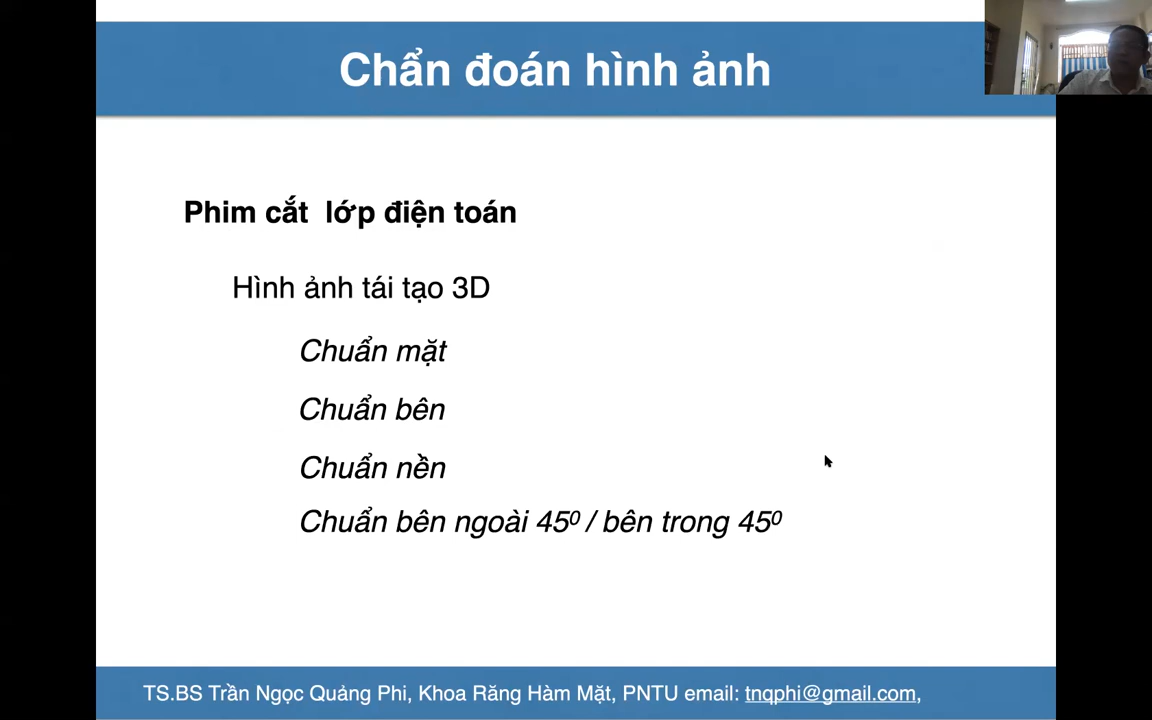 Chẩn đoán hình ảnh
Phim cắt lớp điện toán
Hình ảnh tái tạo 3D
Chuẩn mặt
Chuẩn bên
Chuẩn nền
Chuẩn bên ngoài 45⁰ / bên trong 45⁰
TS.BS Trần Ngọc Quảng Phi, Khoa Răng Hàm Mặt, PNTU email: tnqphi@gmail.com,